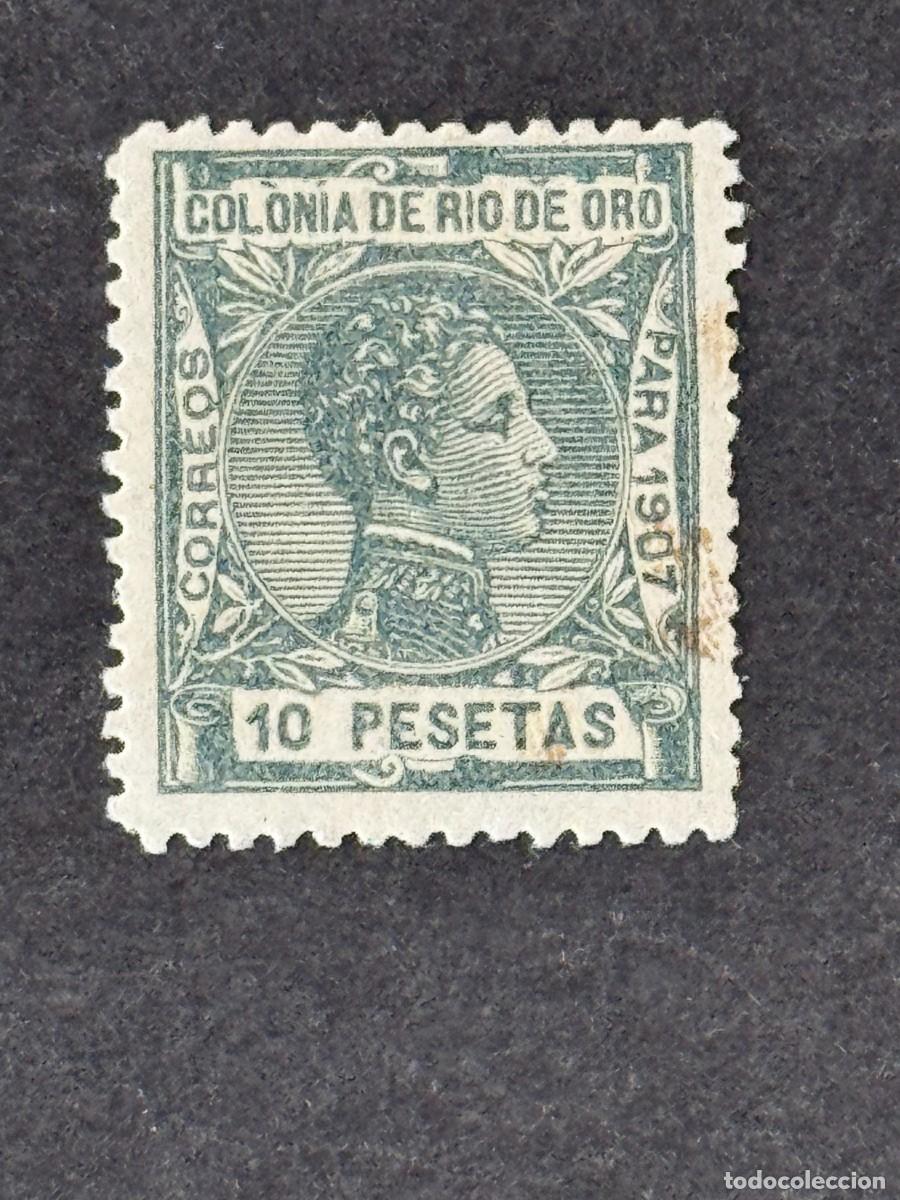 COLONIA DE RIO DE ORO
CORREOS
PARA 1907
10 PESETAS
todocoleccion